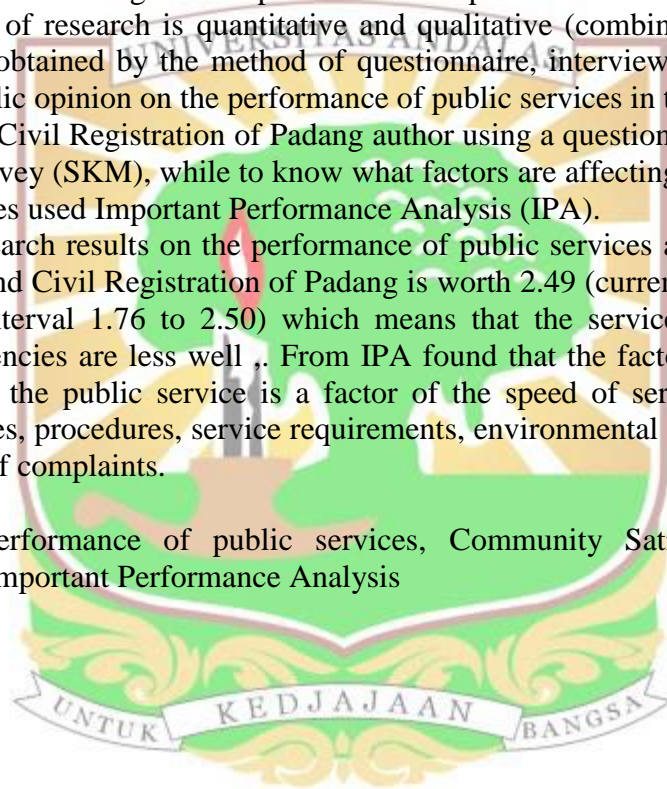 of research is quantitative and qualitative (combin
UNIVERSITAS ANDALAS
obtained by the method of questionnaire, interview
lic opinion on the performance of public services in t
Civil Registration of Padang author using a question
vey (SKM), while to know what factors are affecting
es used Important Performance Analysis (IPA).
arch results on the performance of public services a
nd Civil Registration of Padang is worth 2.49 (curren
nterval 1.76 to 2.50) which means that the service
encies are less well ,. From IPA found that the facto
the public service is a factor of the speed of ser
es, procedures, service requirements, environmental
of complaints.
erformance of public services, Community Sati
mportant Performance Analysis
UNTUK KEDJAJAAN BANGSA